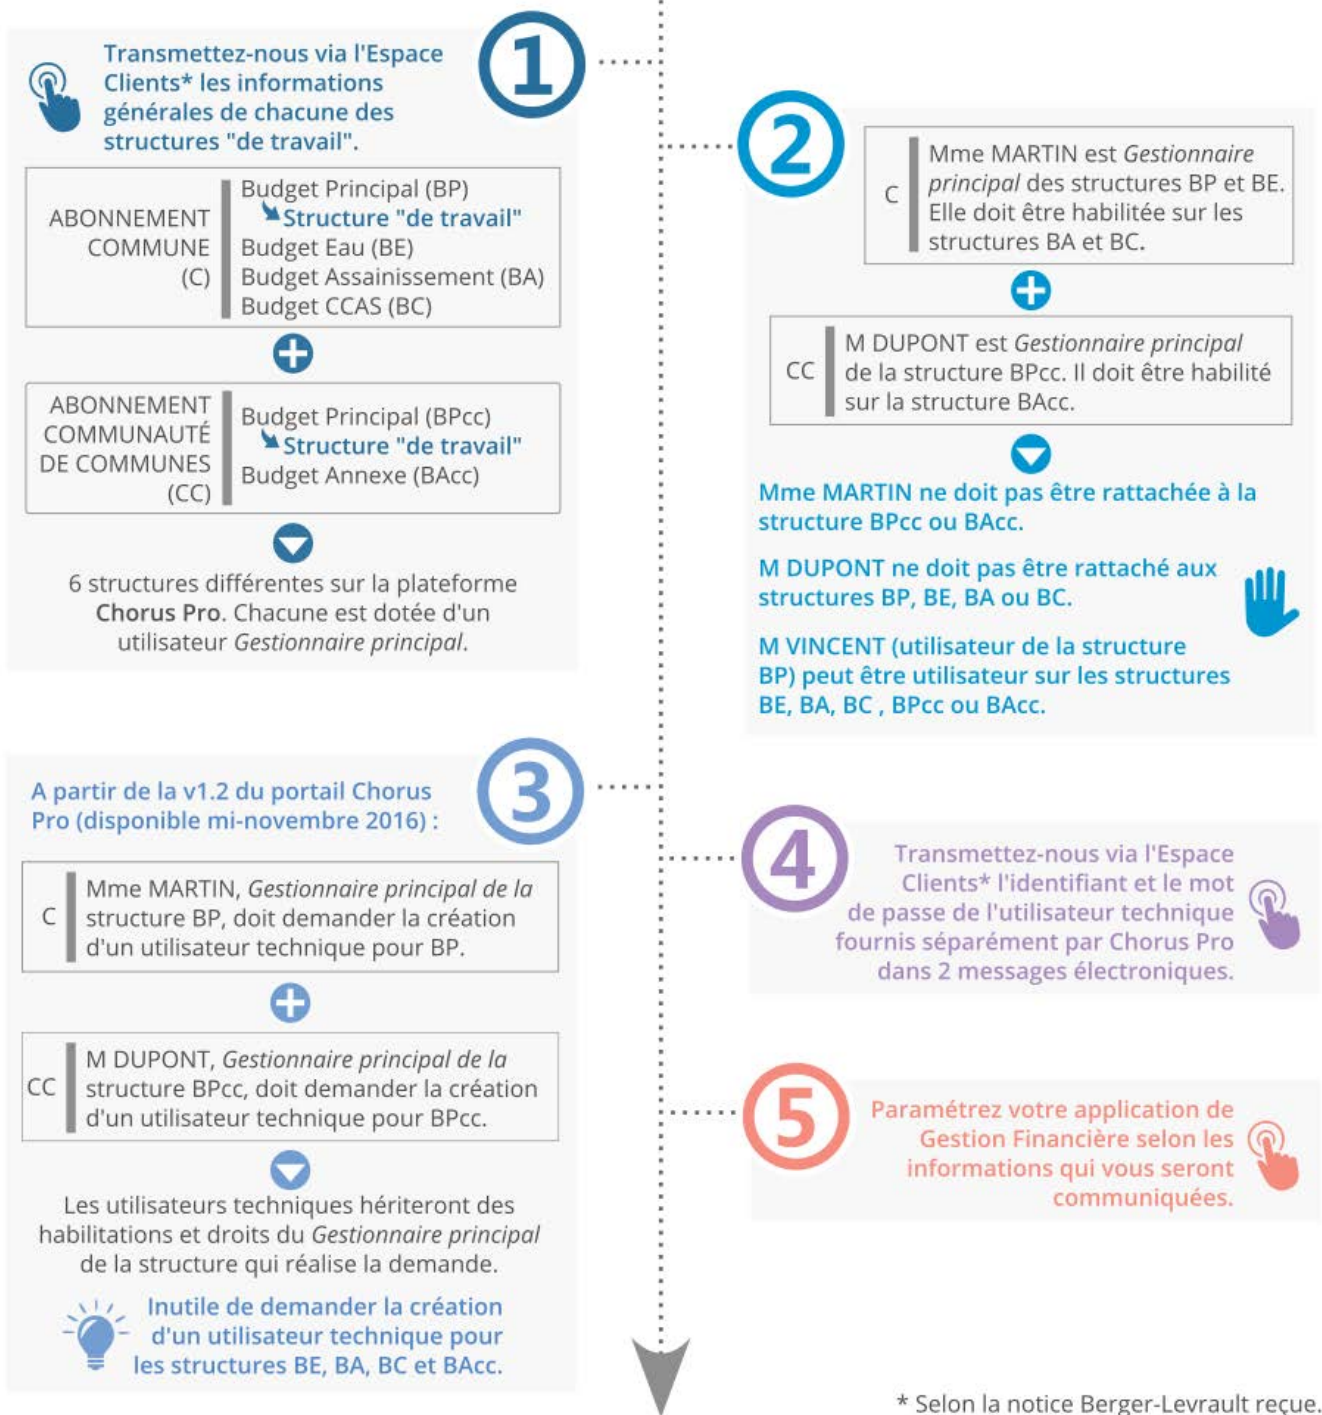 1
Transmettez-nous via l'Espace
Clients* les informations
générales de chacune des
structures "de travail".
ABONNEMENT
COMMUNE
(C)
Budget Principal (BP)
Structure "de travail"
Budget Eau (BE)
Budget Assainissement (BA)
Budget CCAS (BC)
ABONNEMENT
COMMUNAUTÉ
DE COMMUNES
(CC)
Budget Principal (BPcc)
Structure "de travail"
Budget Annexe (BAcc)
6 structures différentes sur la plateforme
Chorus Pro. Chacune est dotée d'un
utilisateur Gestionnaire principal.
2
C
Mme MARTIN est Gestionnaire
principal des structures BP et BE.
Elle doit être habilitée sur les
structures BA et BC.
CC
M DUPONT est Gestionnaire principal
de la structure BPcc. Il doit être habilité
sur la structure BAcc.
Mme MARTIN ne doit pas être rattachée à la
structure BPcc ou BAcc.
M DUPONT ne doit pas être rattaché aux
structures BP, BE, BA ou BC.
M VINCENT (utilisateur de la structure
BP) peut être utilisateur sur les structures
BE, BA, BC , BPcc ou BAcc.
3
A partir de la v1.2 du portail Chorus
Pro (disponible mi-novembre 2016) :
C
Mme MARTIN, Gestionnaire principal de la
structure BP, doit demander la création
d'un utilisateur technique pour BP.
CC
M DUPONT, Gestionnaire principal de la
structure BPcc, doit demander la création
d'un utilisateur technique pour BPcc.
Les utilisateurs techniques hériteront des
habilitations et droits du Gestionnaire principal
de la structure qui réalise la demande.
Inutile de demander la création
d'un utilisateur technique pour
les structures BE, BA, BC et BAcc.
4
Transmettez-nous via l'Espace
Clients* l'identifiant et le mot
de passe de l'utilisateur technique
fournis séparément par Chorus Pro
dans 2 messages électroniques.
5
Paramétrez votre application de
Gestion Financière selon les
informations qui vous seront
communiquées.
* Selon la notice Berger-Levrault reçue.